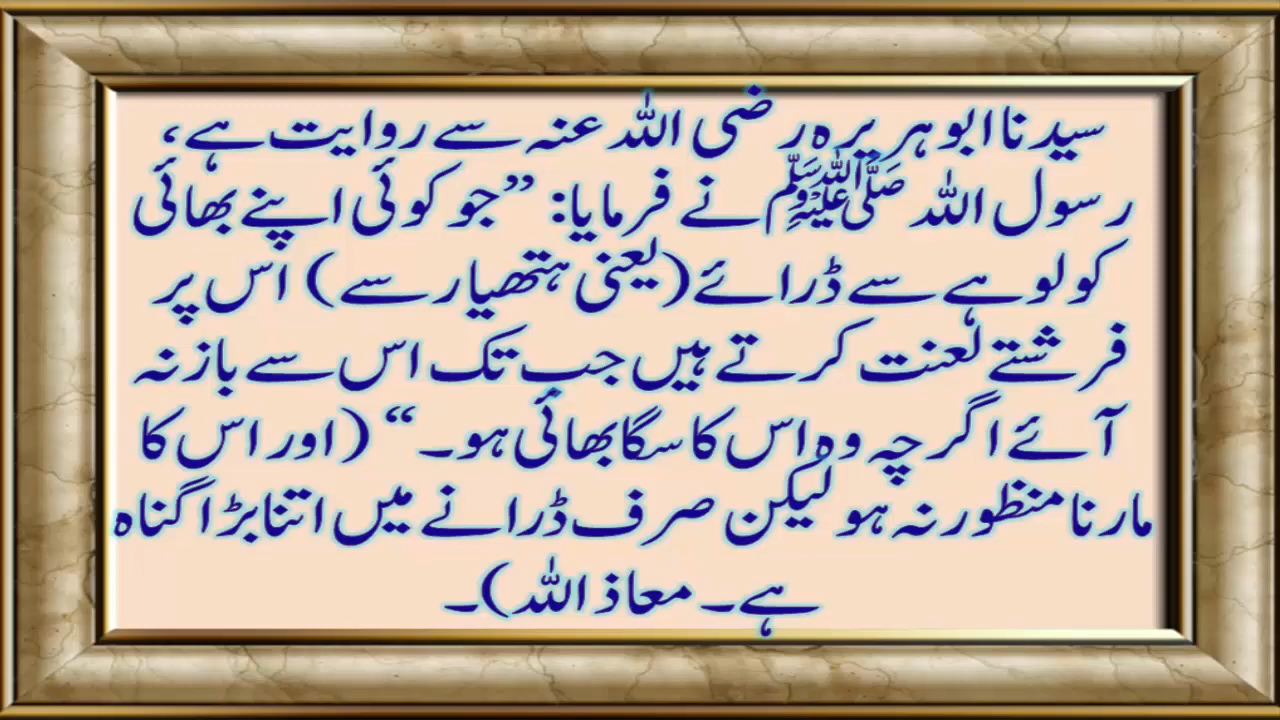 سیدنا ابوہریرہ رضی اللہ عنہ سے روایت ہے،
رسول اللہ ﷺ نے فرمایا: ”جو کوئی اپنے بھائی
کو لوہے سے ڈرائے (یعنی ہتھیار سے) اس پر
فرشتے لعنت کرتے ہیں جب تک اس سے باز نہ
آئے اگرچہ وہ اس کا سگا بھائی ہو۔“ (اور اس کا
مارنا منظور نہ ہو لیکن صرف ڈرانے میں اتنا بڑا گناہ
ہے۔ معاذ اللہ)۔